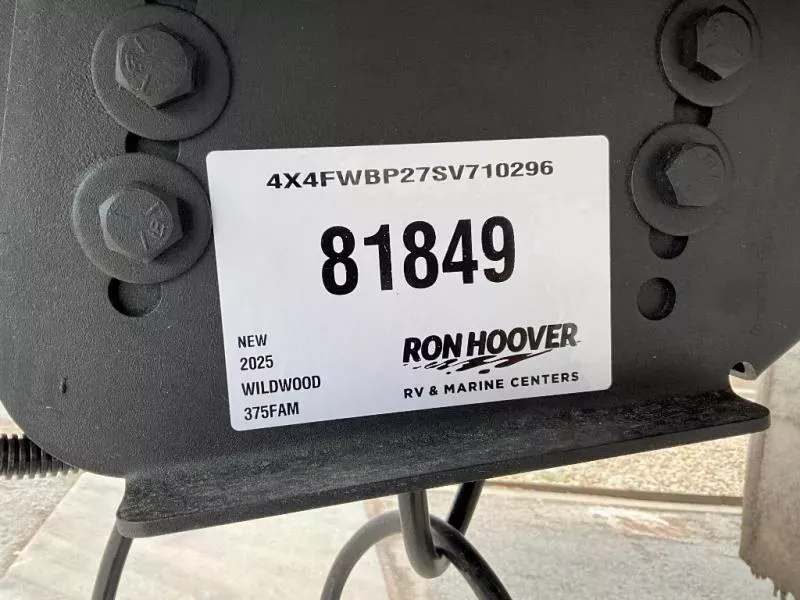 4X4FWBP27SV710296
81849
NEW
2025
WILDWOOD
375FAM
RON HOOVER
RV & MARINE CENTERS